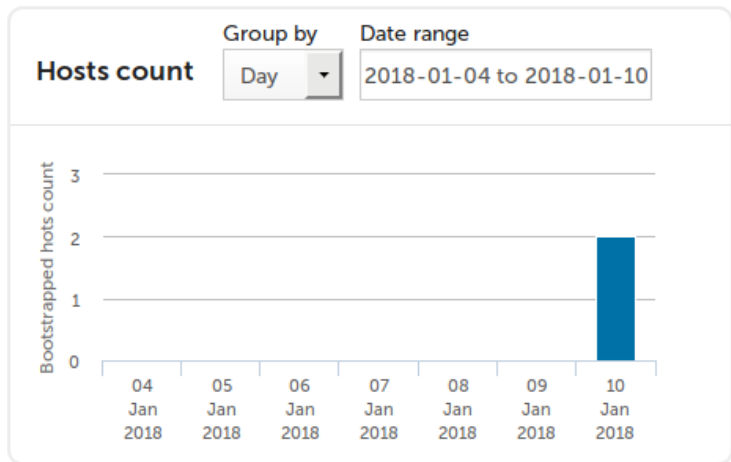 Group by Date range
Hosts count Day 2018-01-04 to 2018-01-10
Bootstrapped hots count
3
2
1
0
04 05 06 07 08 09 10
Jan Jan Jan Jan Jan Jan Jan
2018 2018 2018 2018 2018 2018 2018